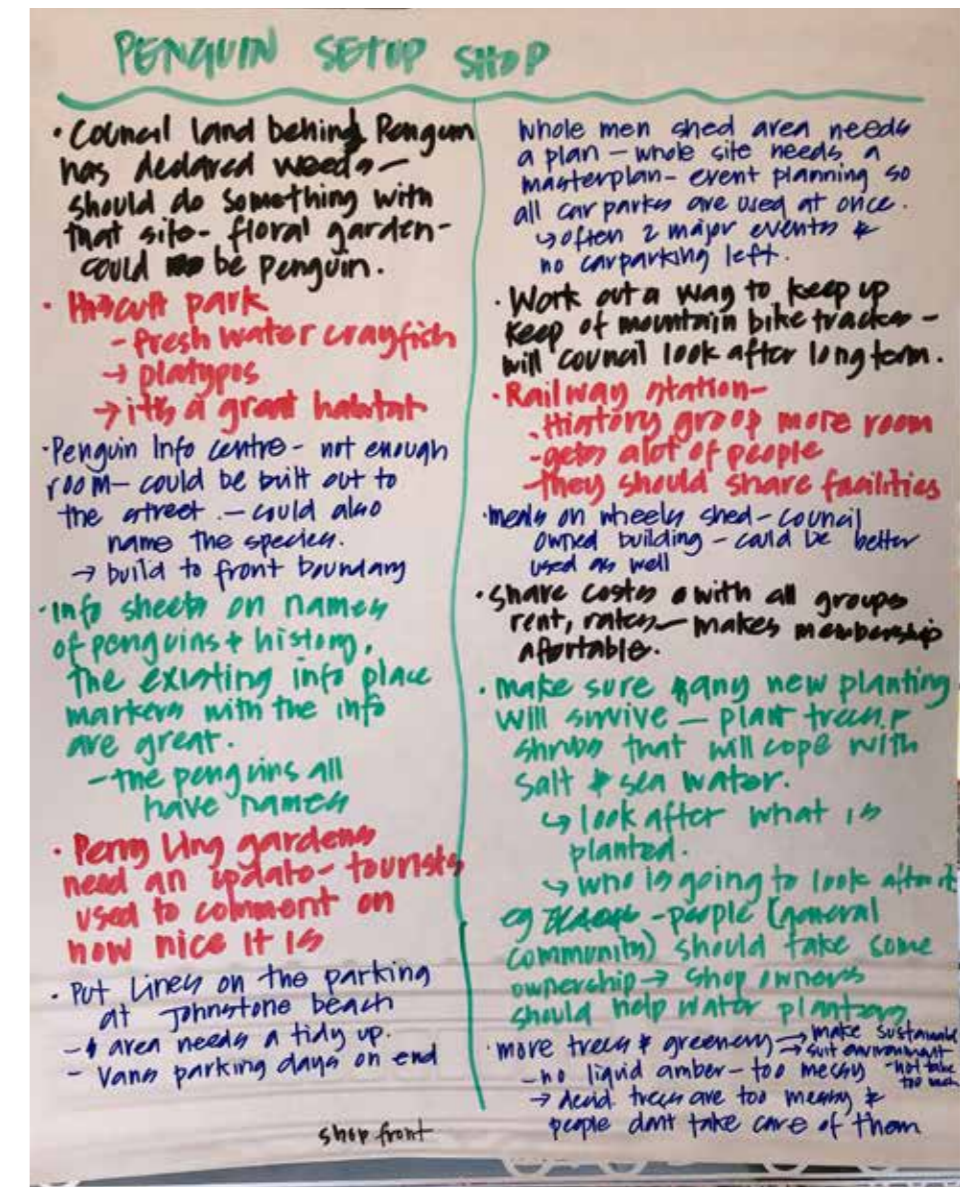 PENGUIN SETUP SHOP
• Council land behind Penguin
has declared weeds -
should do something with
that site - floral garden -
could be penguin.
• Hiscutt park
- fresh water crayfish
→ platypos
→ it's a great habitat
• Penguin Info centre - not enough
room - could be built out to
the street. - could also
name the species.
→ build to front boundary
• Info sheets on names
of penguins + history,
the existing info place
markers with the info
are great.
- the penguins all
have names
• Perry Ling gardens
need an update - tourists
used to comment on
how nice it is
• Put lines on the parking
at Johnstone beach
- area needs a tidy up.
- Vans parking days on end
shop front
Whole men shed area needs
a plan - whole site needs a
masterplan - event planning so
all car parks are used at once.
↳ often 2 major events &
no carparking left.
• Work out a way to keep up
keep of mountain bike tracks -
will council look after long term.
• Railway station -
- History group more room
- gets alot of people
- they should share facilities
• meals on wheels shed - council
owned building - could be better
used as well
• Share costs with all groups
rent, rates - makes membership
afortable.
• make sure any new planting
will survive - plant trees &
shrubs that will cope with
salt & sea water.
↳ look after what is
planted.
↳ who is going to look after it
eg - people (general
community) should take some
ownership → shop owners
should help water planters
• more trees & greenery → make sustainable
→ suit environment
- no liquid amber - too messy - not take
→ decid trees are too messy &
people dont take care of them